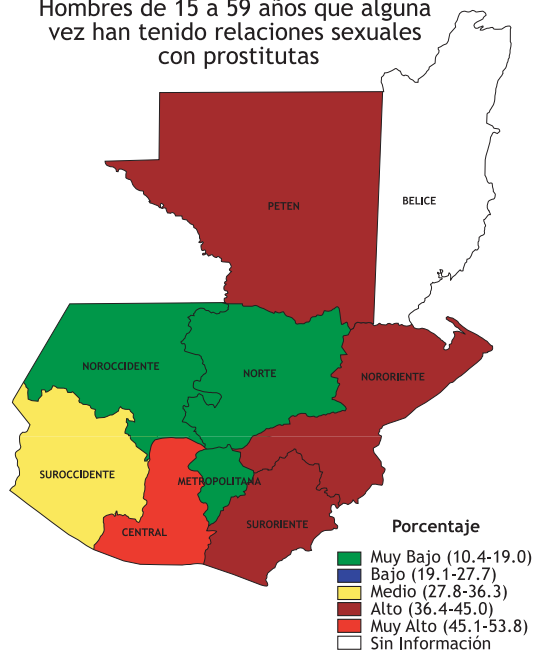 Hombres de 15 a 59 años que alguna
vez han tenido relaciones sexuales
con prostitutas
PETEN
BELICE
NOROCCIDENTE
NORTE
NORORIENTE
SUROCCIDENTE
METROPOLITANA
CENTRAL
SURORIENTE
Porcentaje
Muy Bajo (10.4-19.0)
Bajo (19.1-27.7)
Medio (27.8-36.3)
Alto (36.4-45.0)
Muy Alto (45.1-53.8)
Sin Información